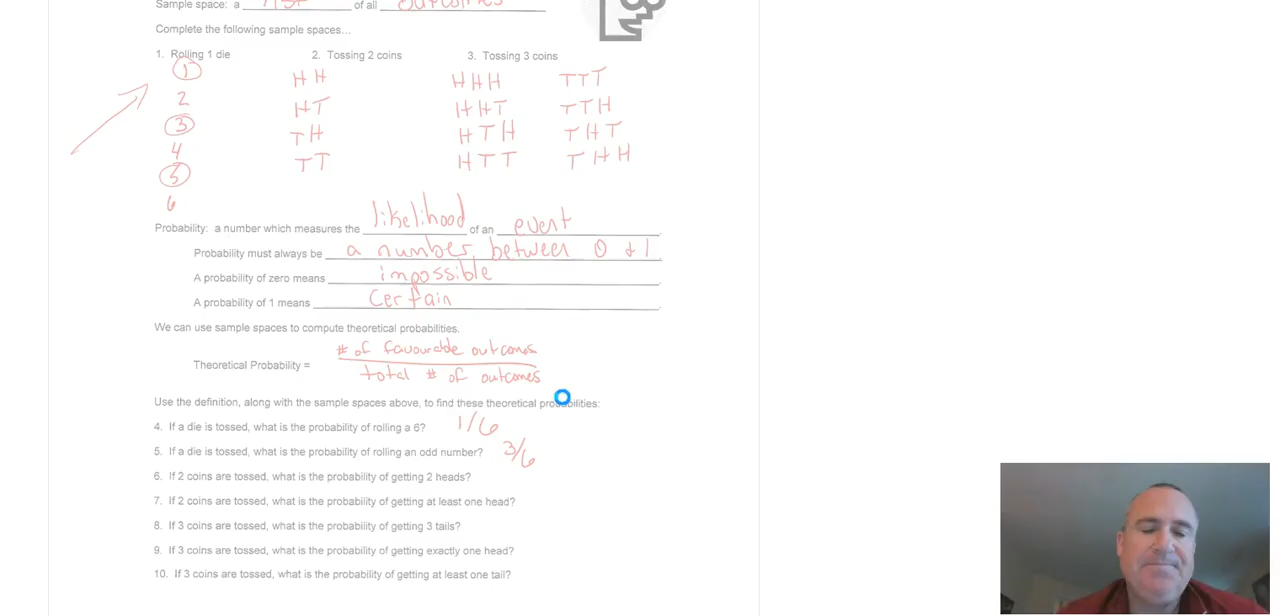 Sample space: a list of all outcomes
Complete the following sample spaces...
1. Rolling 1 die 2. Tossing 2 coins 3. Tossing 3 coins
1 HH HHH TTT
2 HT HHT TTH
3 TH HTH THT
4 TT HTT THH
5
6
Probability: a number which measures the likelihood of an event.
Probability must always be a number between 0 + 1.
A probability of zero means impossible.
A probability of 1 means Certain.
We can use sample spaces to compute theoretical probabilities.
Theoretical Probability = # of favourable outcomes
total # of outcomes
Use the definition, along with the sample spaces above, to find these theoretical probabilities:
4. If a die is tossed, what is the probability of rolling a 6? 1/6
5. If a die is tossed, what is the probability of rolling an odd number? 3/6
6. If 2 coins are tossed, what is the probability of getting 2 heads?
7. If 2 coins are tossed, what is the probability of getting at least one head?
8. If 3 coins are tossed, what is the probability of getting 3 tails?
9. If 3 coins are tossed, what is the probability of getting exactly one head?
10. If 3 coins are tossed, what is the probability of getting at least one tail?